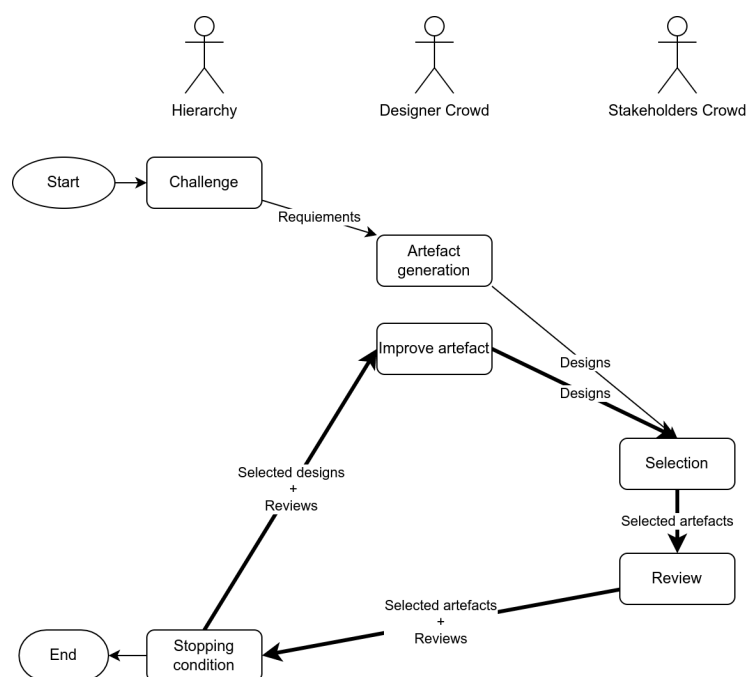 Hierarchy
Designer Crowd
Stakeholders Crowd
Start
Challenge
Requiements
Artefact
generation
Improve artefact
Designs
Designs
Selection
Selected designs
+
Reviews
Selected artefacts
Review
Selected artefacts
+
Reviews
Stopping
condition
End